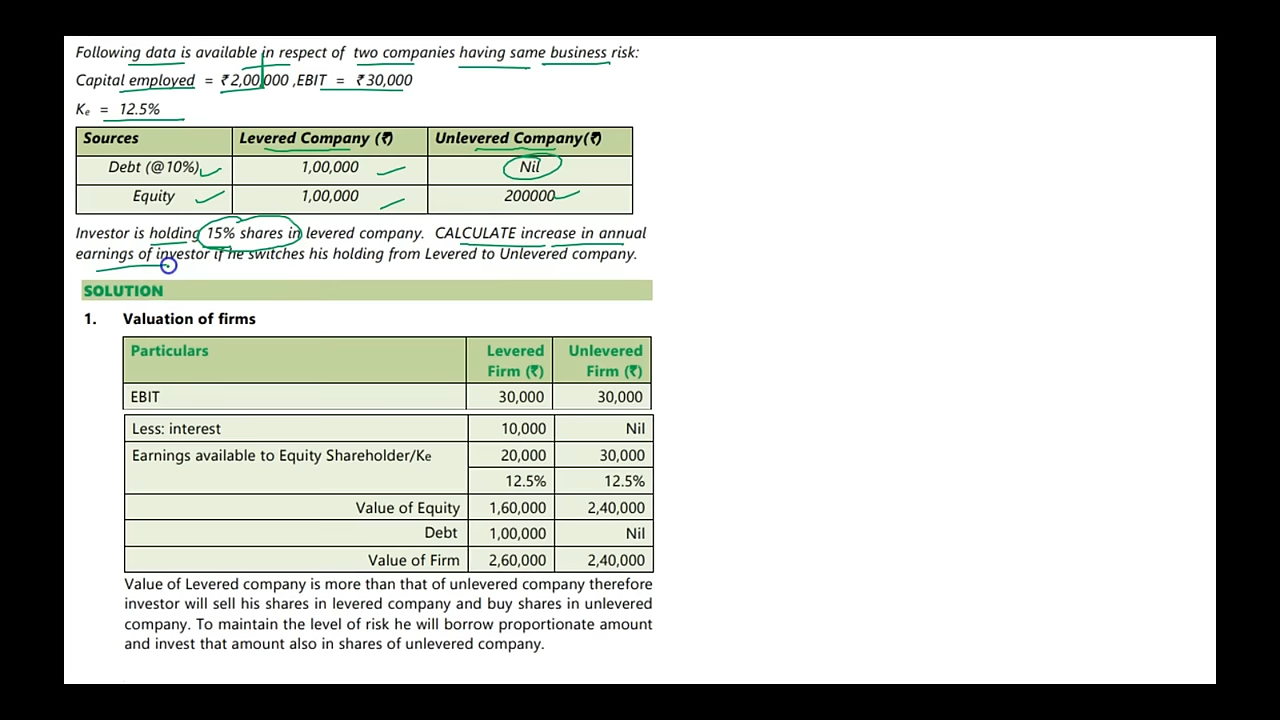 Following data is available in respect of two companies having same business risk:
Capital employed = ₹2,00,000 ,EBIT = ₹30,000
Ke = 12.5%
Sources Levered Company (₹) Unlevered Company(₹)
Debt (@10%) 1,00,000 Nil
Equity 1,00,000 200000
Investor is holding 15% shares in levered company. CALCULATE increase in annual
earnings of investor if he switches his holding from Levered to Unlevered company.
SOLUTION
1. Valuation of firms
Particulars Levered Firm (₹) Unlevered Firm (₹)
EBIT 30,000 30,000
Less: interest 10,000 Nil
Earnings available to Equity Shareholder/Ke 20,000 30,000
12.5% 12.5%
Value of Equity 1,60,000 2,40,000
Debt 1,00,000 Nil
Value of Firm 2,60,000 2,40,000
Value of Levered company is more than that of unlevered company therefore
investor will sell his shares in levered company and buy shares in unlevered
company. To maintain the level of risk he will borrow proportionate amount
and invest that amount also in shares of unlevered company.